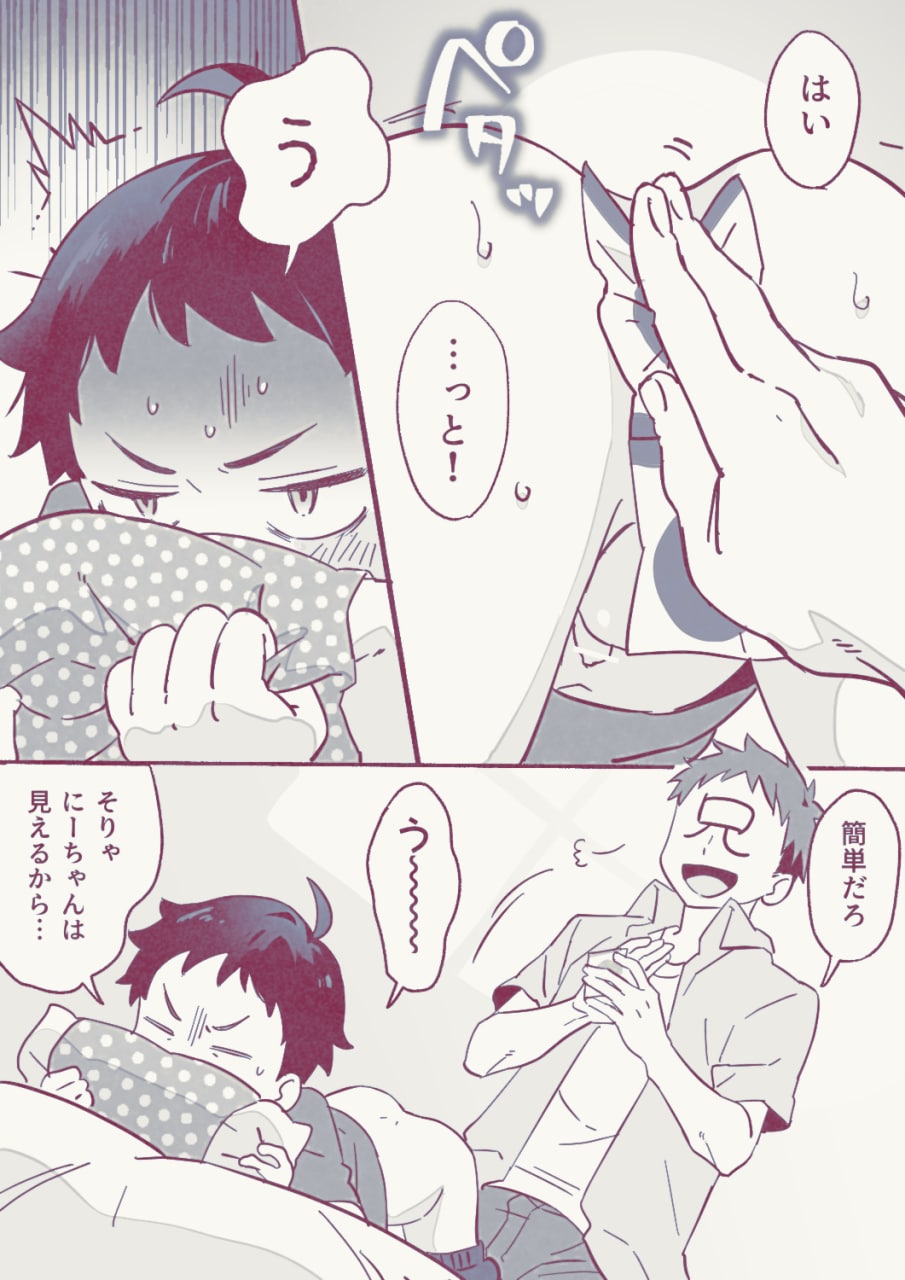 はい
ペタッ
…っと！
う
簡単だろ
兄
う〜〜〜〜
そりゃ
にーちゃんは
見えるから…